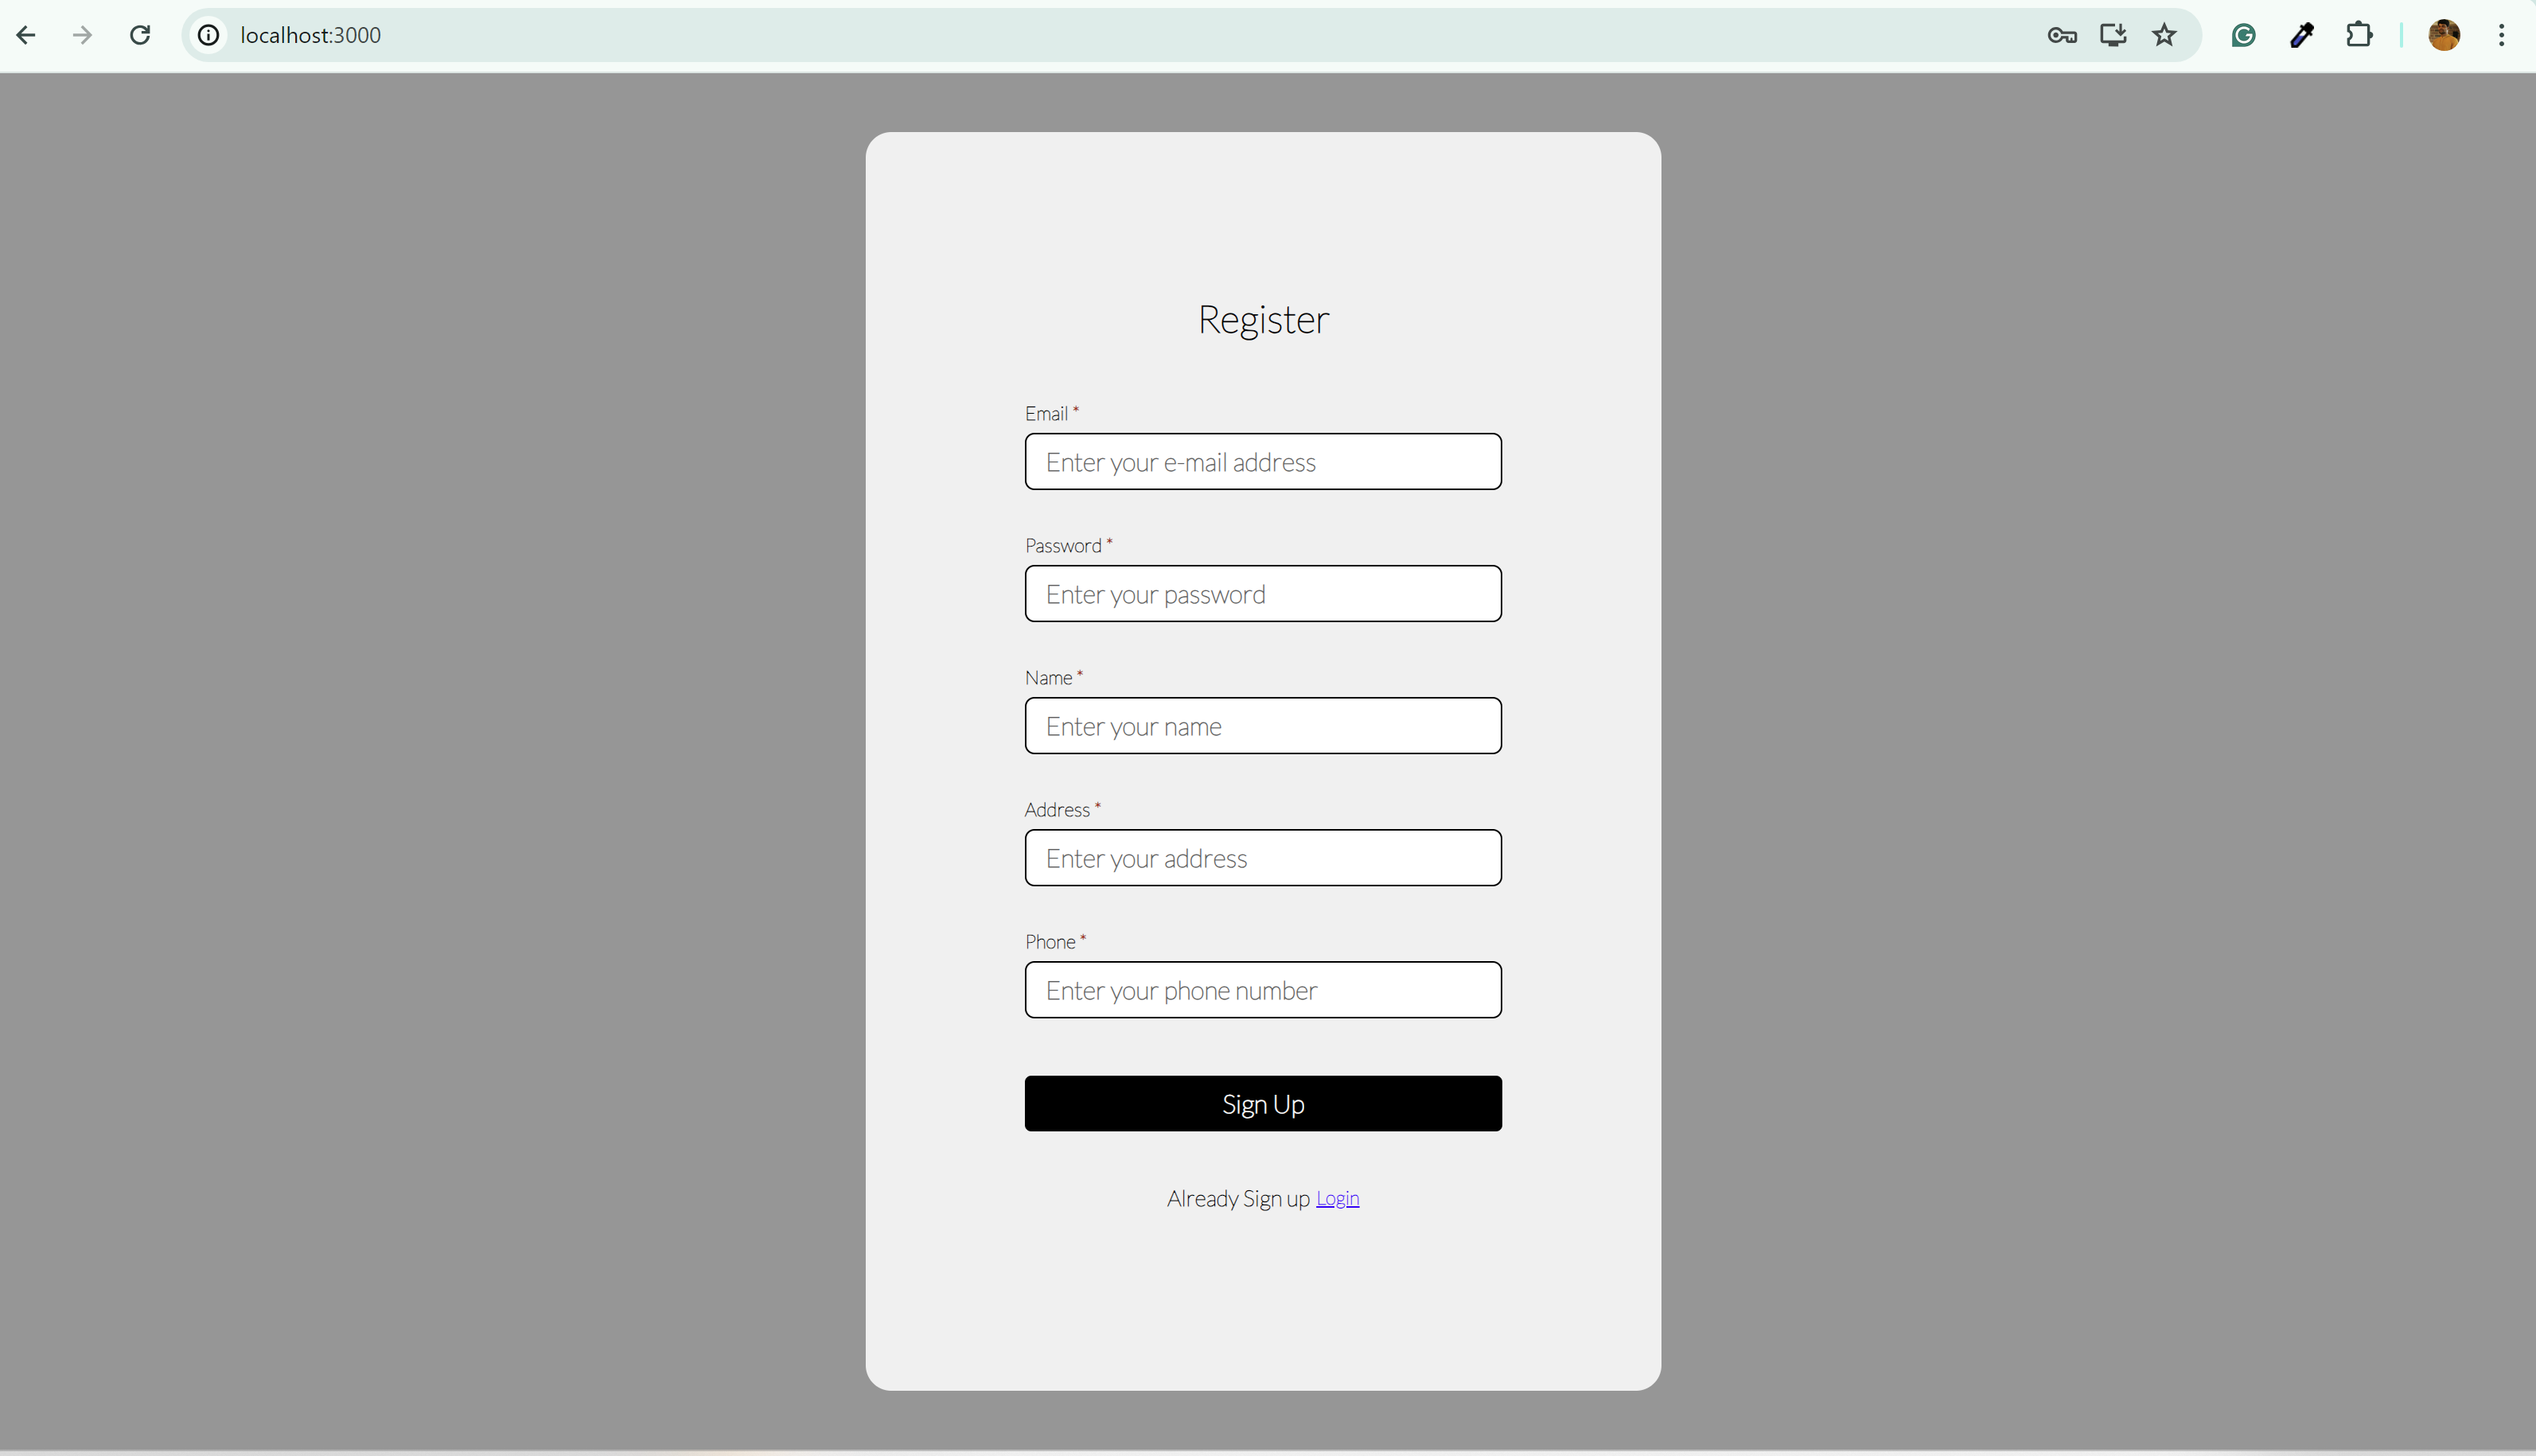 localhost:3000
Register
Email *
Enter your e-mail address
Password *
Enter your password
Name *
Enter your name
Address *
Enter your address
Phone *
Enter your phone number
Sign Up
Already Sign up Login